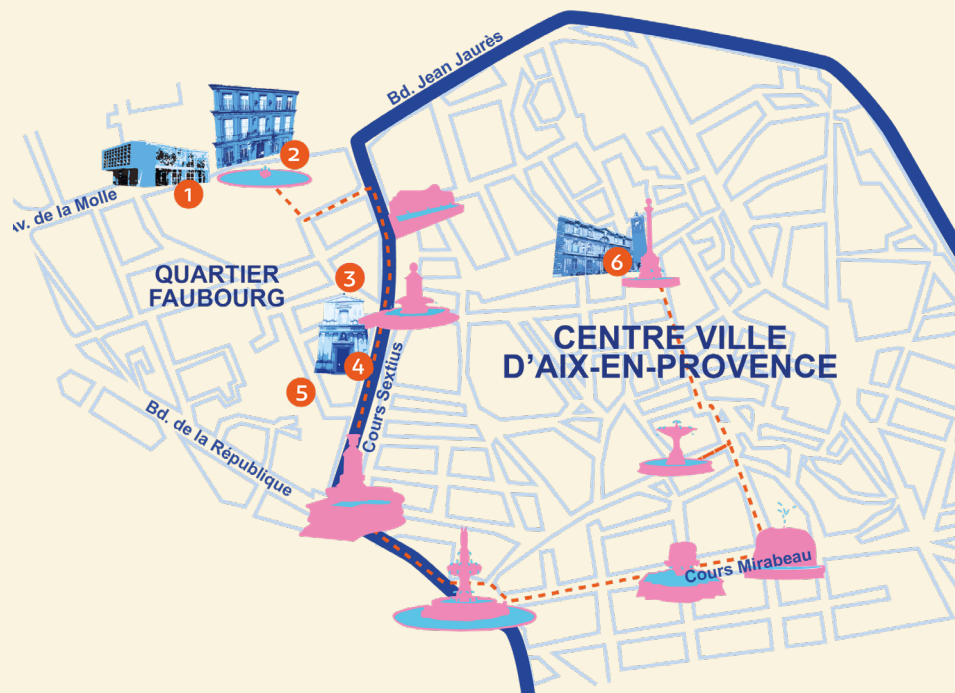 Bd. Jean Jaurès
2
1
Av. de la Molle
6
QUARTIER
FAUBOURG
3
CENTRE VILLE
D'AIX-EN-PROVENCE
4
5
Cours Sextius
Bd. de la République
Cours Mirabeau